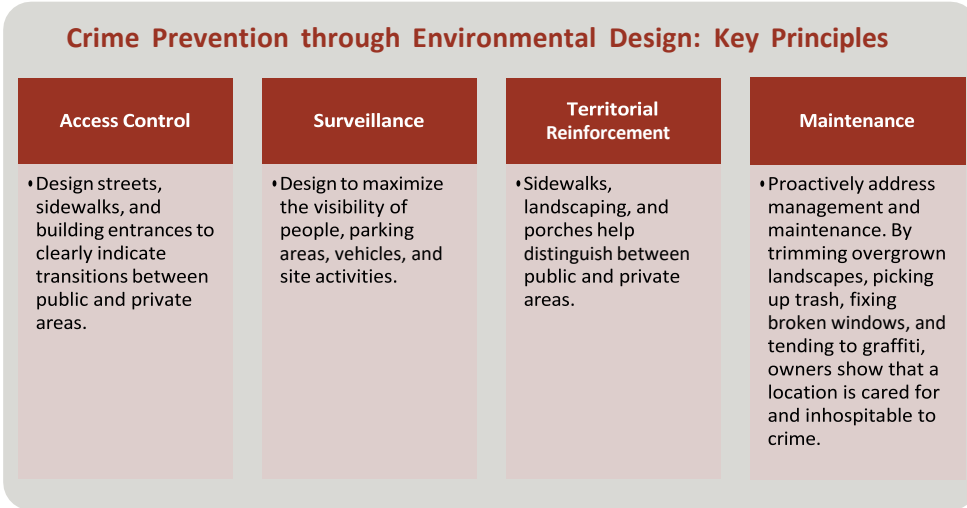 Crime Prevention through Environmental Design: Key Principles
Access Control
•Design streets,
sidewalks, and
building entrances to
clearly indicate
transitions between
public and private
areas.
Surveillance
•Design to maximize
the visibility of
people, parking
areas, vehicles, and
site activities.
Territorial
Reinforcement
•Sidewalks,
landscaping, and
porches help
distinguish between
public and private
areas.
Maintenance
•Proactively address
management and
maintenance. By
trimming overgrown
landscapes, picking
up trash, fixing
broken windows, and
tending to graffiti,
owners show that a
location is cared for
and inhospitable to
crime.